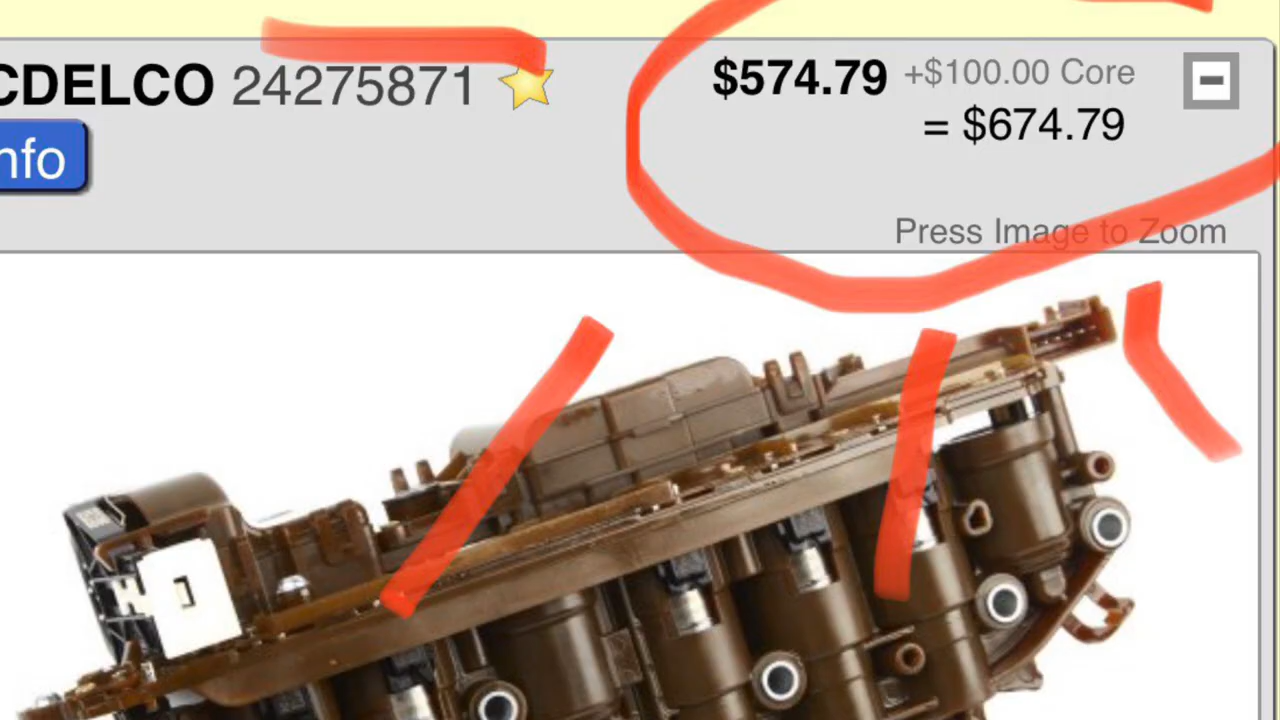 CDELCO 24275871
$574.79 +$100.00 Core
= $674.79
nfo
Press Image to Zoom